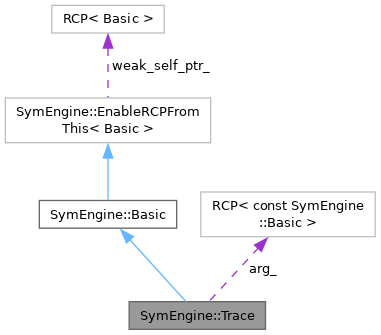 RCP< Basic >
weak_self_ptr_
SymEngine::EnableRCPFrom
This< Basic >
SymEngine::Basic
RCP< const SymEngine
::Basic >
arg_
SymEngine::Trace